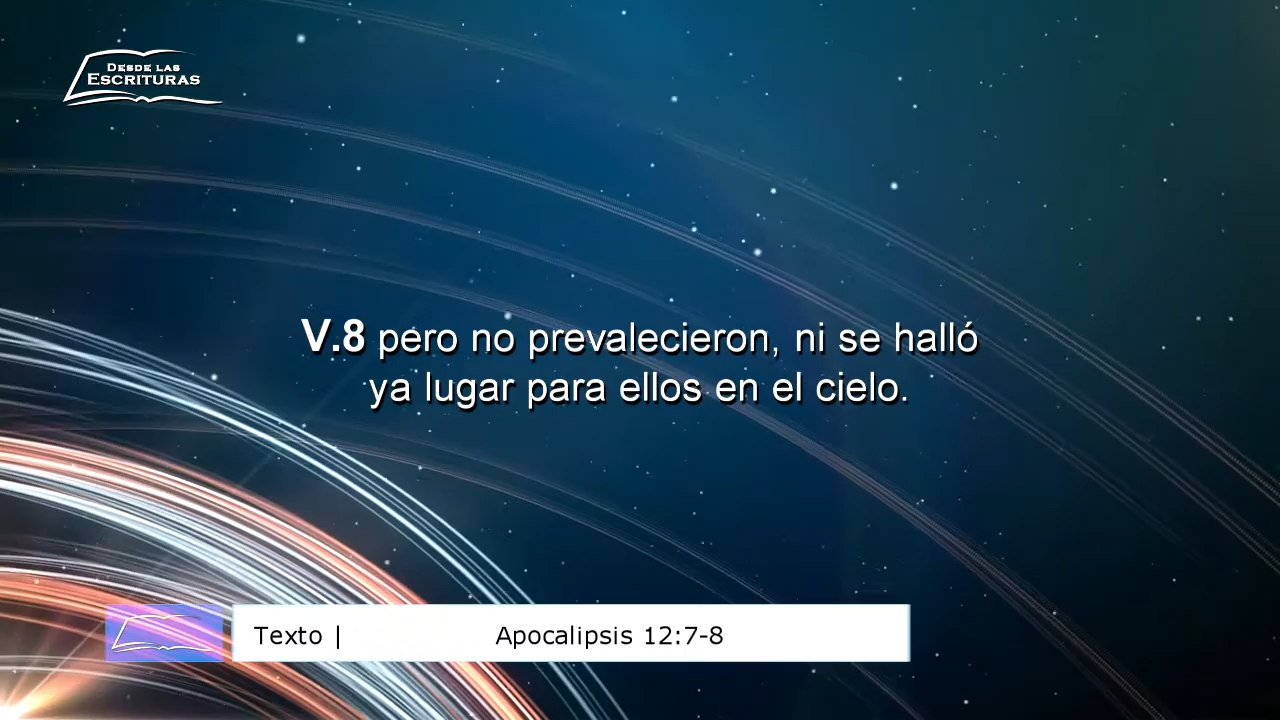 DESDE LAS
ESCRITURAS
V.8 pero no prevalecieron, ni se halló
ya lugar para ellos en el cielo.
Texto | Apocalipsis 12:7-8